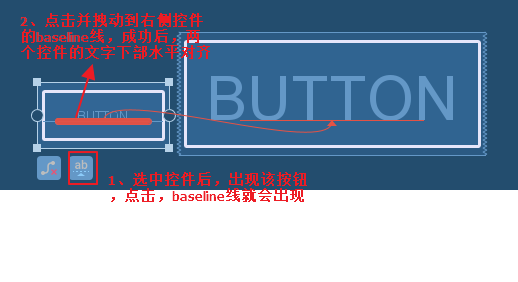 2、点击并拽动到右侧控件
的baseline线，成功后，两
个控件的文字下部水平对齐
BUTTON
BUTTON
ab
1、选中控件后，出现该按钮
，点击，baseline线就会出现